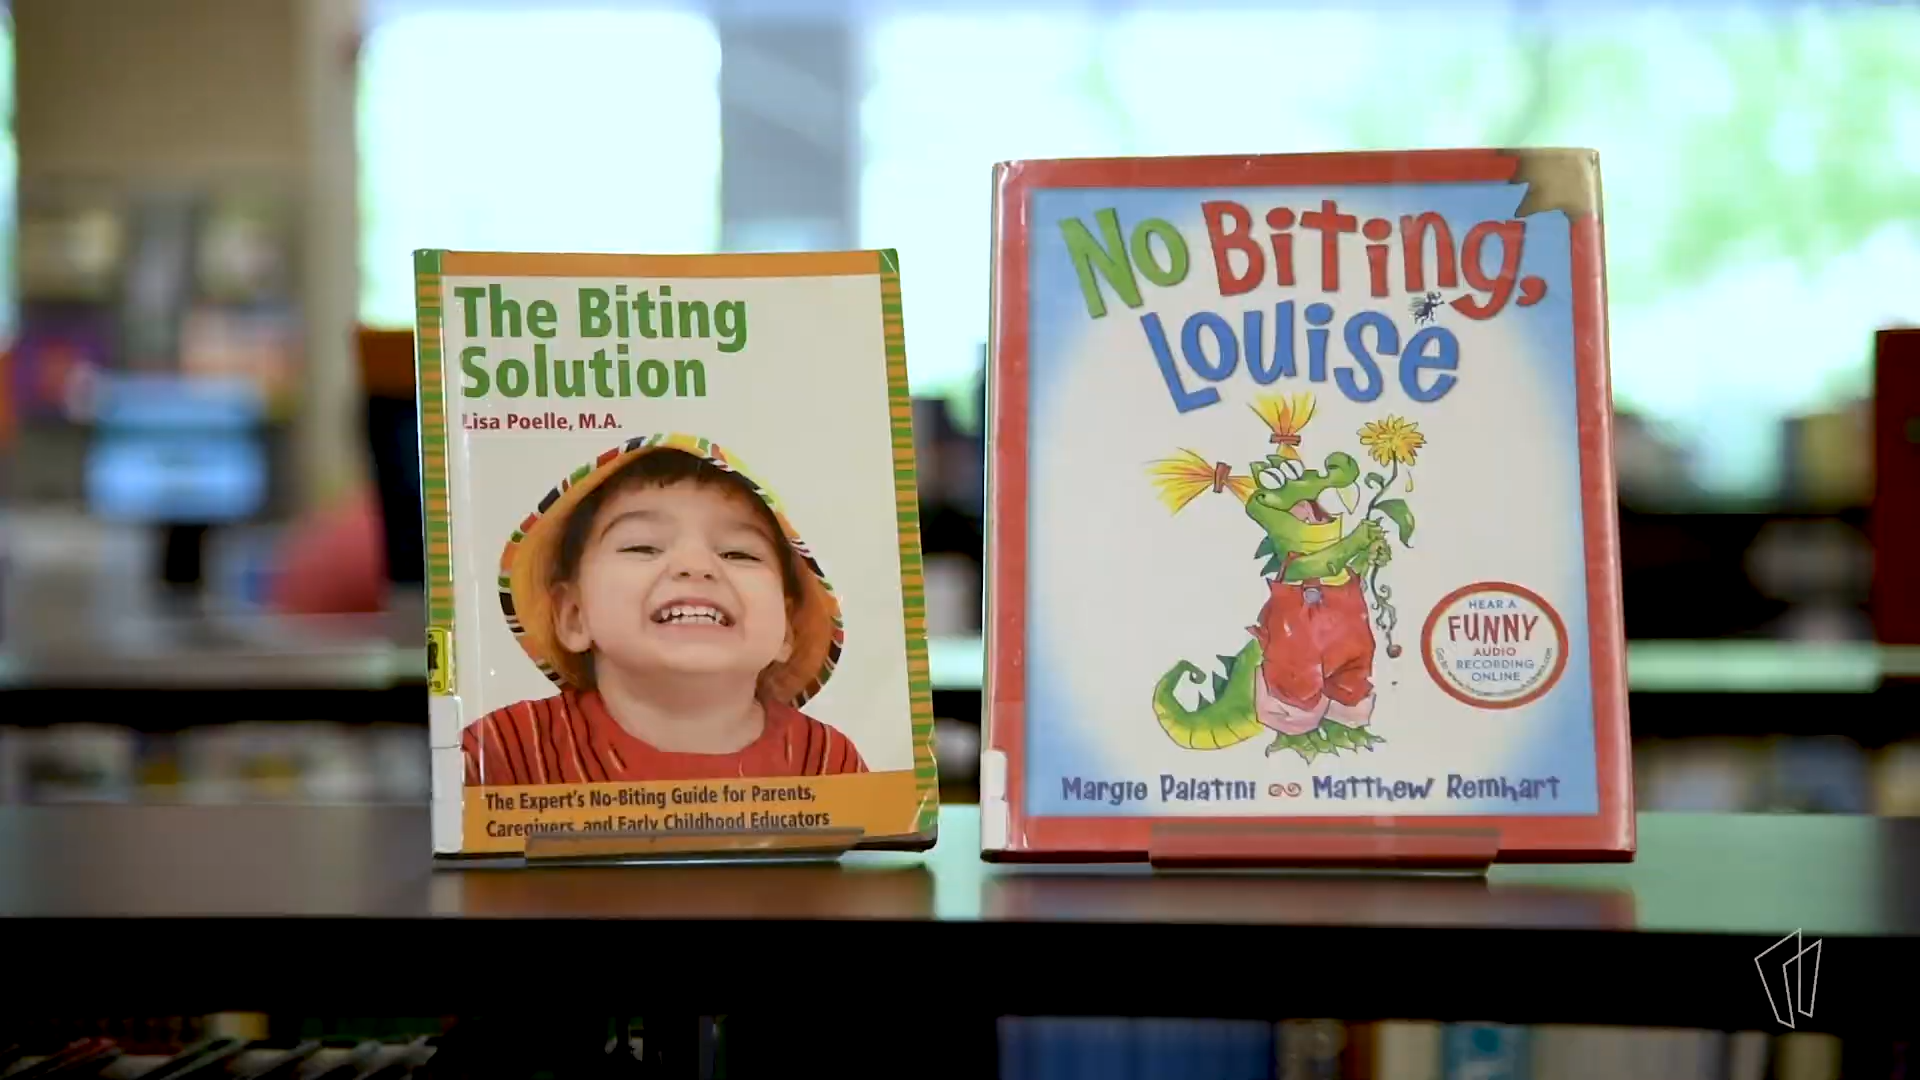 The Biting
Solution
Lisa Poelle, M.A.
The Expert's No-Biting Guide for Parents,
Caregivers, and Early Childhood Educators
No Biting,
Louise
HEAR A
FUNNY
AUDIO
RECORDING
ONLINE
Margie Palatini Matthew Reinhart